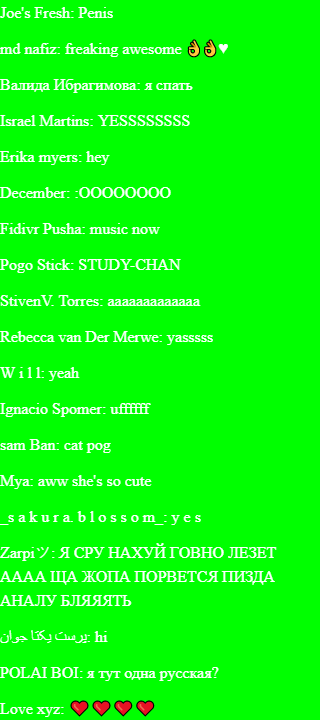 Joe's Fresh: Penis
md nafiz: freaking awesome 👌👌♥
Валида Ибрагимова: я спать
Israel Martins: YESSSSSSSS
Erika myers: hey
December: :OOOOOOOO
Fidivr Pusha: music now
Pogo Stick: STUDY-CHAN
StivenV. Torres: aaaaaaaaaaaaa
Rebecca van Der Merwe: yasssss
W i l l: yeah
Ignacio Spomer: uffffff
sam Ban: cat pog
Mya: aww she's so cute
_s a k u r a. b l o s s o m_: y e s
Zarpiツ: Я СРУ НАХУЙ ГОВНО ЛЕЗЕТ
АААА ЩА ЖОПА ПОРВЕТСЯ ПИЗДА
АНАЛУ БЛЯЯЯТЬ
یکتا جوان: hi
POLAI BOI: я тут одна русская?
Love xyz: ❤️❤️❤️❤️